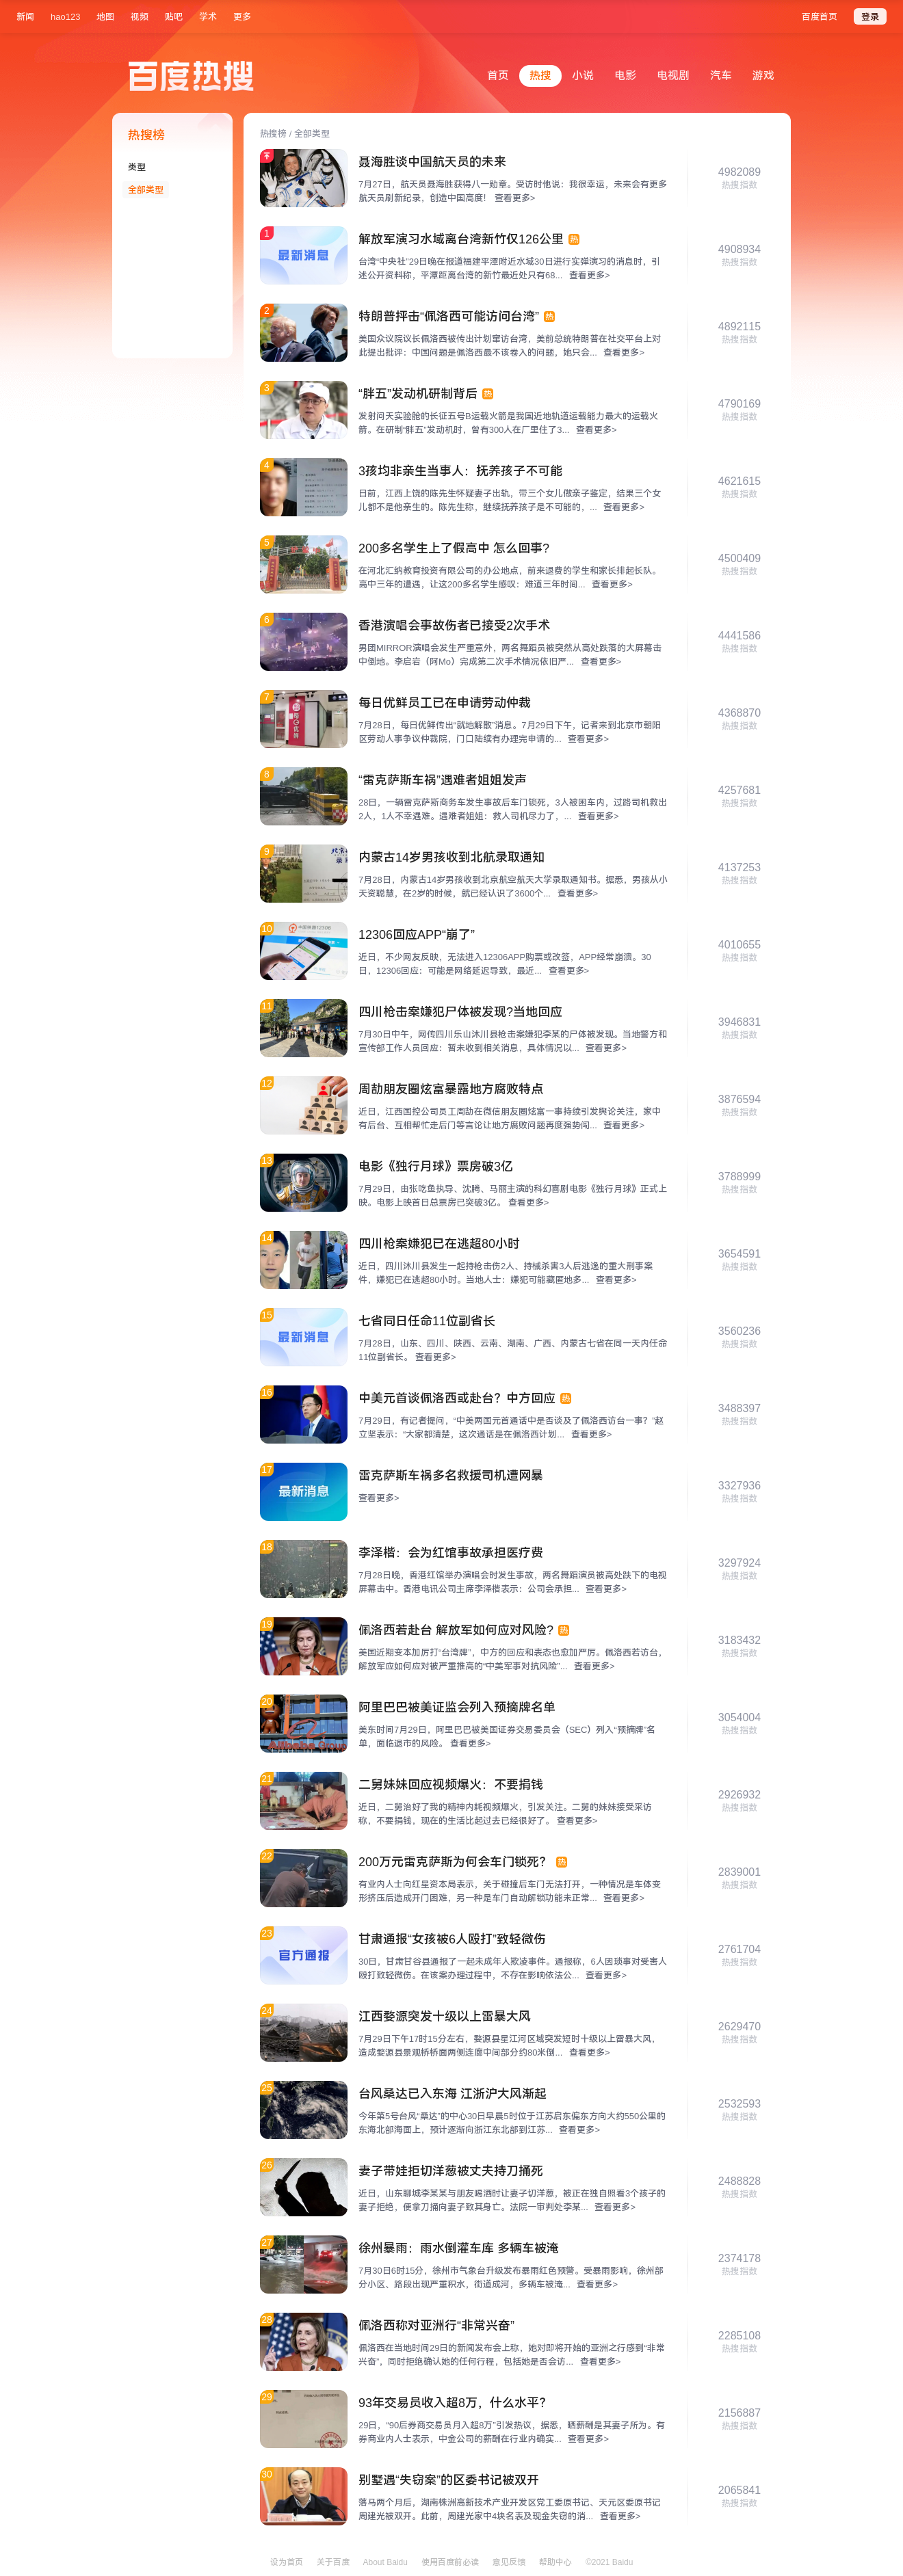 新闻 hao123 地图 视频 贴吧 学术 更多 百度首页 登录
百度热搜 首页 热搜 小说 电影 电视剧 汽车 游戏
热搜榜
类型
全部类型
热搜榜 / 全部类型
聂海胜谈中国航天员的未来
7月27日，航天员聂海胜获得八一勋章。受访时他说：我很幸运，未来会有更多
航天员刷新纪录，创造中国高度！ 查看更多>
4982089
热搜指数
1
最新消息
解放军演习水域离台湾新竹仅126公里 热
台湾“中央社”29日晚在报道福建平潭附近水域30日进行实弹演习的消息时，引
述公开资料称，平潭距离台湾的新竹最近处只有68... 查看更多>
4908934
热搜指数
2
特朗普抨击“佩洛西可能访问台湾” 热
美国众议院议长佩洛西被传出计划窜访台湾，美前总统特朗普在社交平台上对
此提出批评：中国问题是佩洛西最不该卷入的问题，她只会... 查看更多>
4892115
热搜指数
3
“胖五”发动机研制背后 热
发射问天实验舱的长征五号B运载火箭是我国近地轨道运载能力最大的运载火
箭。在研制“胖五”发动机时，曾有300人在厂里住了3... 查看更多>
4790169
热搜指数
4
3孩均非亲生当事人：抚养孩子不可能
日前，江西上饶的陈先生怀疑妻子出轨，带三个女儿做亲子鉴定，结果三个女
儿都不是他亲生的。陈先生称，继续抚养孩子是不可能的，... 查看更多>
4621615
热搜指数
5
200多名学生上了假高中 怎么回事?
在河北汇纳教育投资有限公司的办公地点，前来退费的学生和家长排起长队。
高中三年的遭遇，让这200多名学生感叹：难道三年时间... 查看更多>
4500409
热搜指数
6
香港演唱会事故伤者已接受2次手术
男团MIRROR演唱会发生严重意外，两名舞蹈员被突然从高处跌落的大屏幕击
中倒地。李启岩（阿Mo）完成第二次手术情况依旧严... 查看更多>
4441586
热搜指数
7
每日优鲜员工已在申请劳动仲裁
7月28日，每日优鲜传出“就地解散”消息。7月29日下午，记者来到北京市朝阳
区劳动人事争议仲裁院，门口陆续有办理完申请的... 查看更多>
4368870
热搜指数
8
“雷克萨斯车祸”遇难者姐姐发声
28日，一辆雷克萨斯商务车发生事故后车门锁死，3人被困车内，过路司机救出
2人，1人不幸遇难。遇难者姐姐：救人司机尽力了，... 查看更多>
4257681
热搜指数
9
内蒙古14岁男孩收到北航录取通知
7月28日，内蒙古14岁男孩收到北京航空航天大学录取通知书。据悉，男孩从小
天资聪慧，在2岁的时候，就已经认识了3600个... 查看更多>
4137253
热搜指数
10
12306回应APP“崩了”
近日，不少网友反映，无法进入12306APP购票或改签，APP经常崩溃。30
日，12306回应：可能是网络延迟导致，最近... 查看更多>
4010655
热搜指数
11
四川枪击案嫌犯尸体被发现?当地回应
7月30日中午，网传四川乐山沐川县枪击案嫌犯李某的尸体被发现。当地警方和
宣传部工作人员回应：暂未收到相关消息，具体情况以... 查看更多>
3946831
热搜指数
12
周劼朋友圈炫富暴露地方腐败特点
近日，江西国控公司员工周劼在微信朋友圈炫富一事持续引发舆论关注，家中
有后台、互相帮忙走后门等言论让地方腐败问题再度强势闯... 查看更多>
3876594
热搜指数
13
电影《独行月球》票房破3亿
7月29日，由张吃鱼执导、沈腾、马丽主演的科幻喜剧电影《独行月球》正式上
映。电影上映首日总票房已突破3亿。 查看更多>
3788999
热搜指数
14
四川枪案嫌犯已在逃超80小时
近日，四川沐川县发生一起持枪击伤2人、持械杀害3人后逃逸的重大刑事案
件，嫌犯已在逃超80小时。当地人士：嫌犯可能藏匿地多... 查看更多>
3654591
热搜指数
15
最新消息
七省同日任命11位副省长
7月28日，山东、四川、陕西、云南、湖南、广西、内蒙古七省在同一天内任命
11位副省长。 查看更多>
3560236
热搜指数
16
中美元首谈佩洛西或赴台？中方回应 热
7月29日，有记者提问，“中美两国元首通话中是否谈及了佩洛西访台一事？”赵
立坚表示：“大家都清楚，这次通话是在佩洛西计划... 查看更多>
3488397
热搜指数
17
最新消息
雷克萨斯车祸多名救援司机遭网暴
查看更多>
3327936
热搜指数
18
李泽楷：会为红馆事故承担医疗费
7月28日晚，香港红馆举办演唱会时发生事故，两名舞蹈演员被高处跌下的电视
屏幕击中。香港电讯公司主席李泽楷表示：公司会承担... 查看更多>
3297924
热搜指数
19
佩洛西若赴台 解放军如何应对风险? 热
美国近期变本加厉打“台湾牌”，中方的回应和表态也愈加严厉。佩洛西若访台，
解放军应如何应对被严重推高的“中美军事对抗风险”... 查看更多>
3183432
热搜指数
20
阿里巴巴被美证监会列入预摘牌名单
美东时间7月29日，阿里巴巴被美国证券交易委员会（SEC）列入“预摘牌”名
单，面临退市的风险。 查看更多>
3054004
热搜指数
21
二舅妹妹回应视频爆火：不要捐钱
近日，二舅治好了我的精神内耗视频爆火，引发关注。二舅的妹妹接受采访
称，不要捐钱，现在的生活比起过去已经很好了。 查看更多>
2926932
热搜指数
22
200万元雷克萨斯为何会车门锁死？ 热
有业内人士向红星资本局表示，关于碰撞后车门无法打开，一种情况是车体变
形挤压后造成开门困难，另一种是车门自动解锁功能未正常... 查看更多>
2839001
热搜指数
23
官方通报
甘肃通报“女孩被6人殴打”致轻微伤
30日，甘肃甘谷县通报了一起未成年人欺凌事件。通报称，6人因琐事对受害人
殴打致轻微伤。在该案办理过程中，不存在影响依法公... 查看更多>
2761704
热搜指数
24
江西婺源突发十级以上雷暴大风
7月29日下午17时15分左右，婺源县星江河区域突发短时十级以上雷暴大风，
造成婺源县景观桥桥面两侧连廊中间部分约80米倒... 查看更多>
2629470
热搜指数
25
台风桑达已入东海 江浙沪大风渐起
今年第5号台风“桑达”的中心30日早晨5时位于江苏启东偏东方向大约550公里的
东海北部海面上，预计逐渐向浙江东北部到江苏... 查看更多>
2532593
热搜指数
26
妻子带娃拒切洋葱被丈夫持刀捅死
近日，山东聊城李某某与朋友喝酒时让妻子切洋葱，被正在独自照看3个孩子的
妻子拒绝，便拿刀捅向妻子致其身亡。法院一审判处李某... 查看更多>
2488828
热搜指数
27
徐州暴雨：雨水倒灌车库 多辆车被淹
7月30日6时15分，徐州市气象台升级发布暴雨红色预警。受暴雨影响，徐州部
分小区、路段出现严重积水，街道成河，多辆车被淹... 查看更多>
2374178
热搜指数
28
佩洛西称对亚洲行“非常兴奋”
佩洛西在当地时间29日的新闻发布会上称，她对即将开始的亚洲之行感到“非常
兴奋”，同时拒绝确认她的任何行程，包括她是否会访... 查看更多>
2285108
热搜指数
29
93年交易员收入超8万，什么水平？
29日，“90后券商交易员月入超8万”引发热议，据悉，晒薪酬是其妻子所为。有
券商业内人士表示，中金公司的薪酬在行业内确实... 查看更多>
2156887
热搜指数
30
别墅遇“失窃案”的区委书记被双开
落马两个月后，湖南株洲高新技术产业开发区党工委原书记、天元区委原书记
周建光被双开。此前，周建光家中4块名表及现金失窃的消... 查看更多>
2065841
热搜指数
设为首页 关于百度 About Baidu 使用百度前必读 意见反馈 帮助中心 ©2021 Baidu